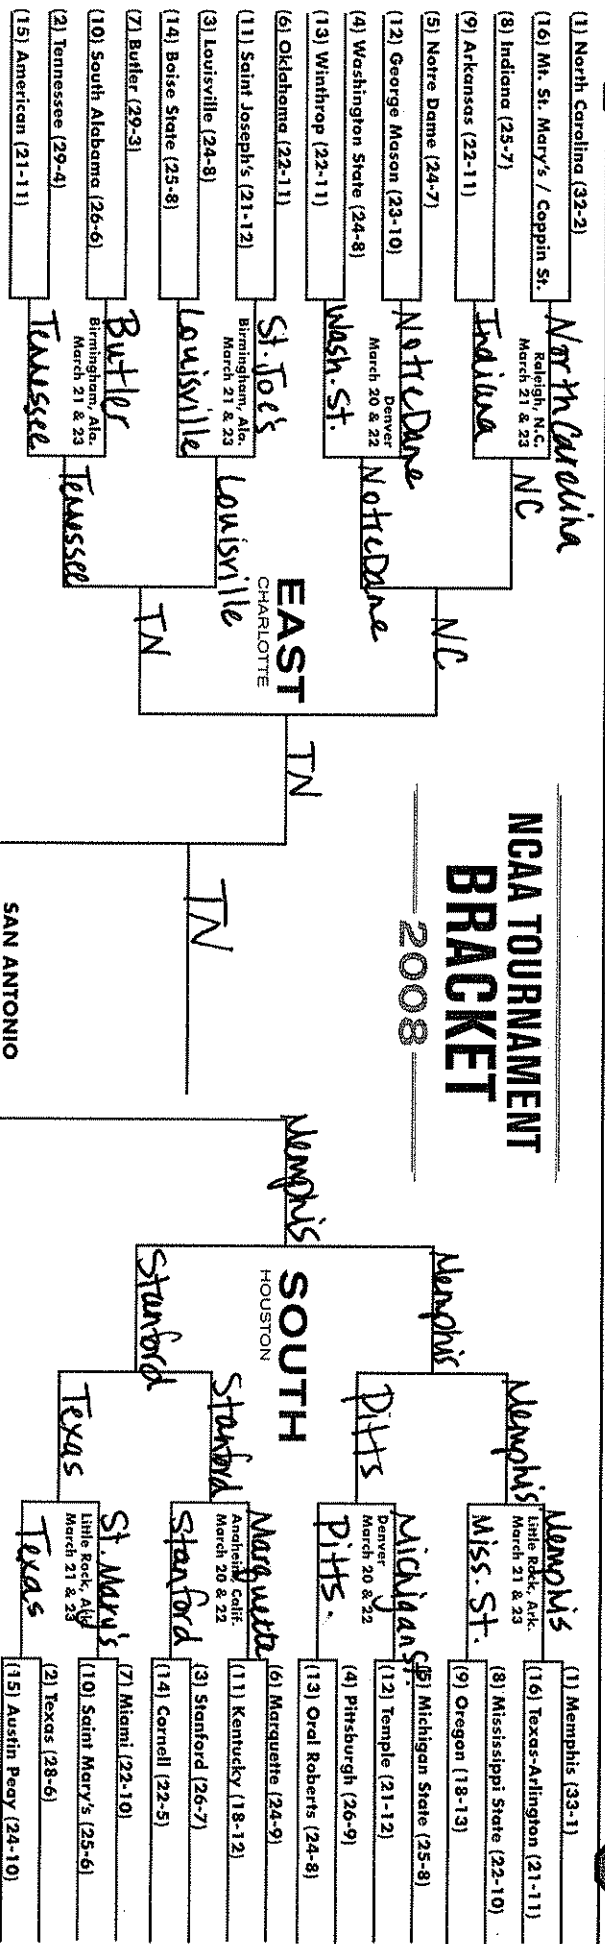 NCAA TOURNAMENT
BRACKET
2008
(1) North Carolina (32-2)
(16) Mt. St. Mary's / Coppin St.
(8) Indiana (25-7)
(9) Arkansas (22-11)
(5) Notre Dame (24-7)
(12) George Mason (23-10)
(4) Washington State (24-8)
(13) Winthrop (22-11)
(6) Oklahoma (22-11)
(11) Saint Joseph's (21-12)
(3) Louisville (24-8)
(14) Boise State (25-8)
(7) Butler (29-3)
(10) South Alabama (26-6)
(2) Tennessee (29-4)
(15) American (21-11)
North Carolina
Raleigh, N.C.
March 21 & 23
Indiana
Notre Dame
Denver
March 20 & 22
Wash. St.
St. Joe's
Birmingham, Ala.
March 21 & 23
Louisville
Butler
Birmingham, Ala.
March 21 & 23
Tennessee
NC
Notre Dame
Louisville
Tennessee
NC
TN
EAST
CHARLOTTE
TN
TN
SAN ANTONIO
Memphis
SOUTH
HOUSTON
Memphis
Stanford
Memphis
Pitts
Stanford
Texas
Memphis
Little Rock, Ark.
March 21 & 23
Miss. St.
Michigan St.
Denver
March 20 & 22
Pitts.
Marquette
Anaheim, Calif.
March 20 & 22
Stanford
St. Mary's
Little Rock, Ark
March 21 & 23
Texas
(1) Memphis (33-1)
(16) Texas-Arlington (21-11)
(8) Mississippi State (22-10)
(9) Oregon (18-13)
(5) Michigan State (25-8)
(12) Temple (21-12)
(4) Pittsburgh (26-9)
(13) Oral Roberts (24-8)
(6) Marquette (24-9)
(11) Kentucky (18-12)
(3) Stanford (26-7)
(14) Cornell (22-5)
(7) Miami (22-10)
(10) Saint Mary's (25-6)
(2) Texas (28-6)
(15) Austin Peay (24-10)